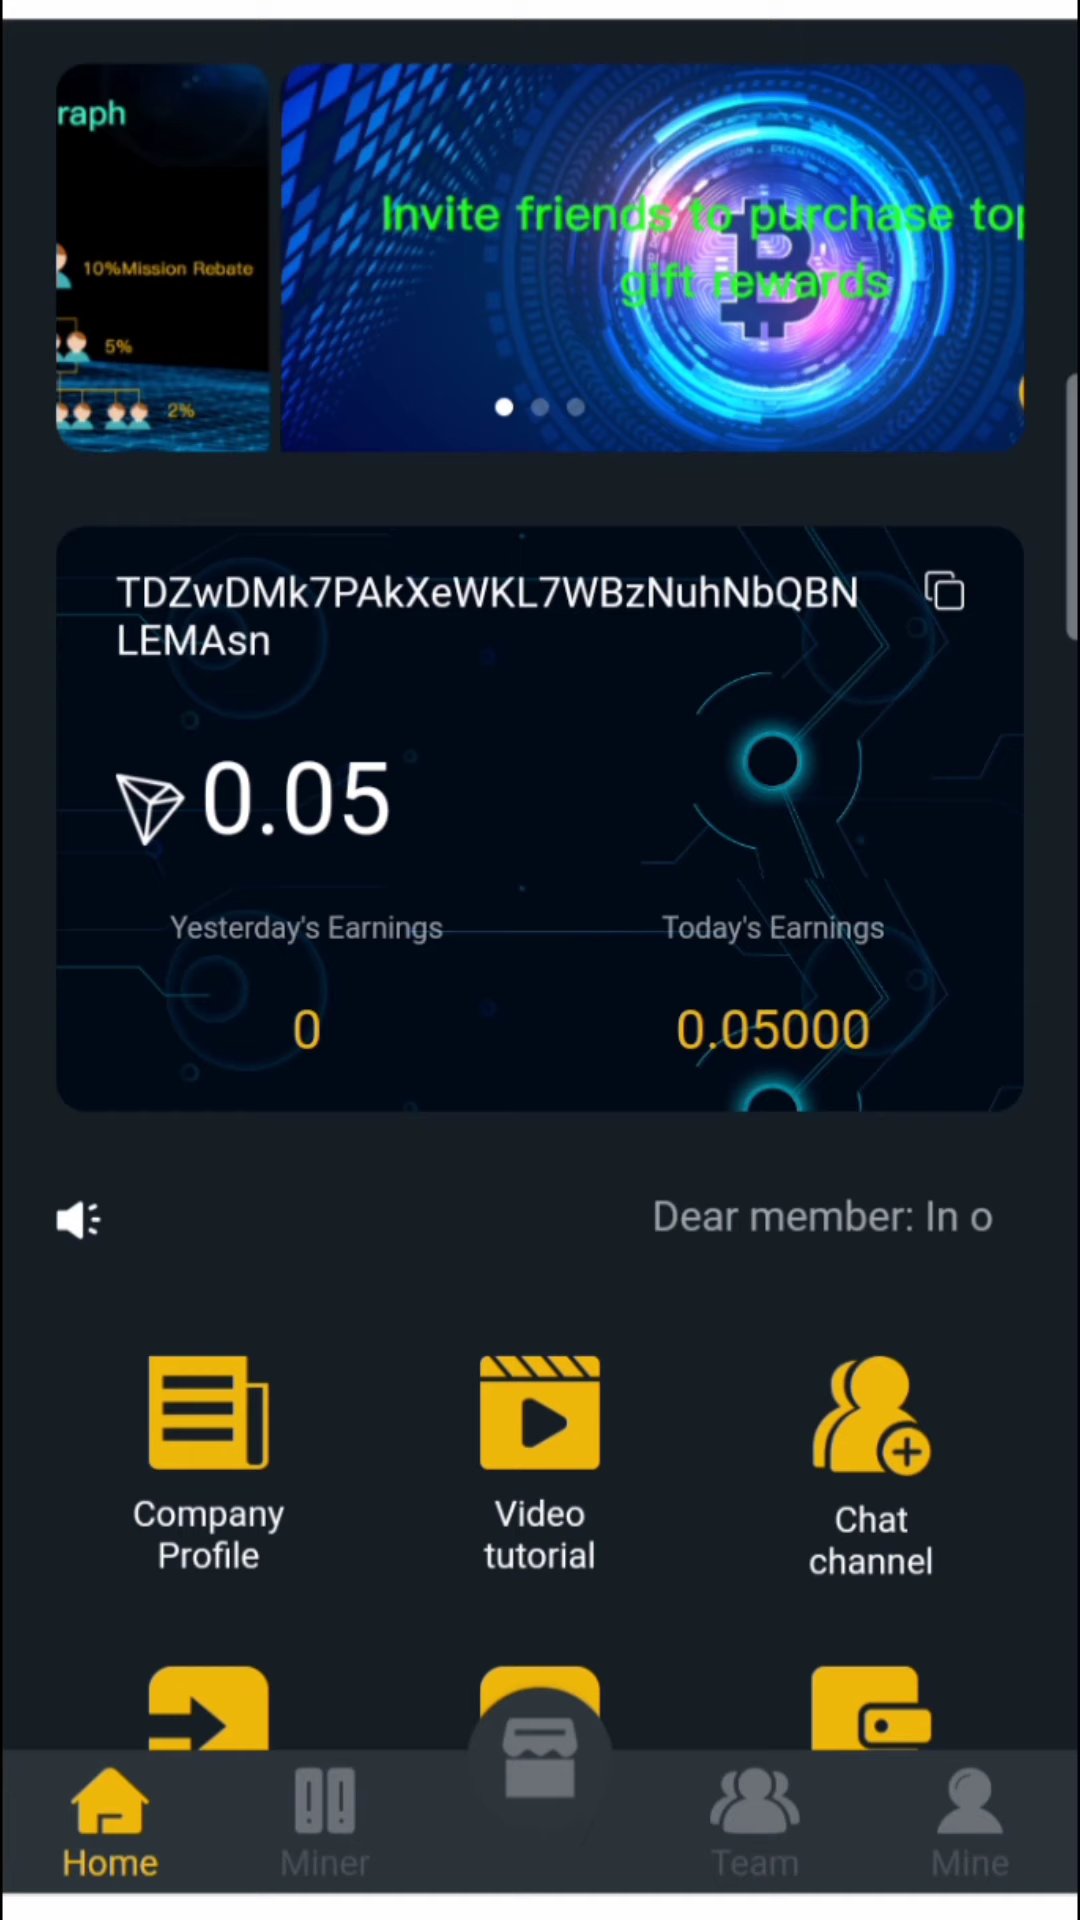 raph
10%Mission Rebate
5%
2%
Invite friends to purchase top
gift rewards
TDZwDMk7PAkXeWKL7WBzNuhNbQBN
LEMAsn
0.05
Yesterday's Earnings
Today's Earnings
0
0.05000
Dear member: In o
Company
Profile
Video
tutorial
Chat
channel
Home
Miner
Team
Mine